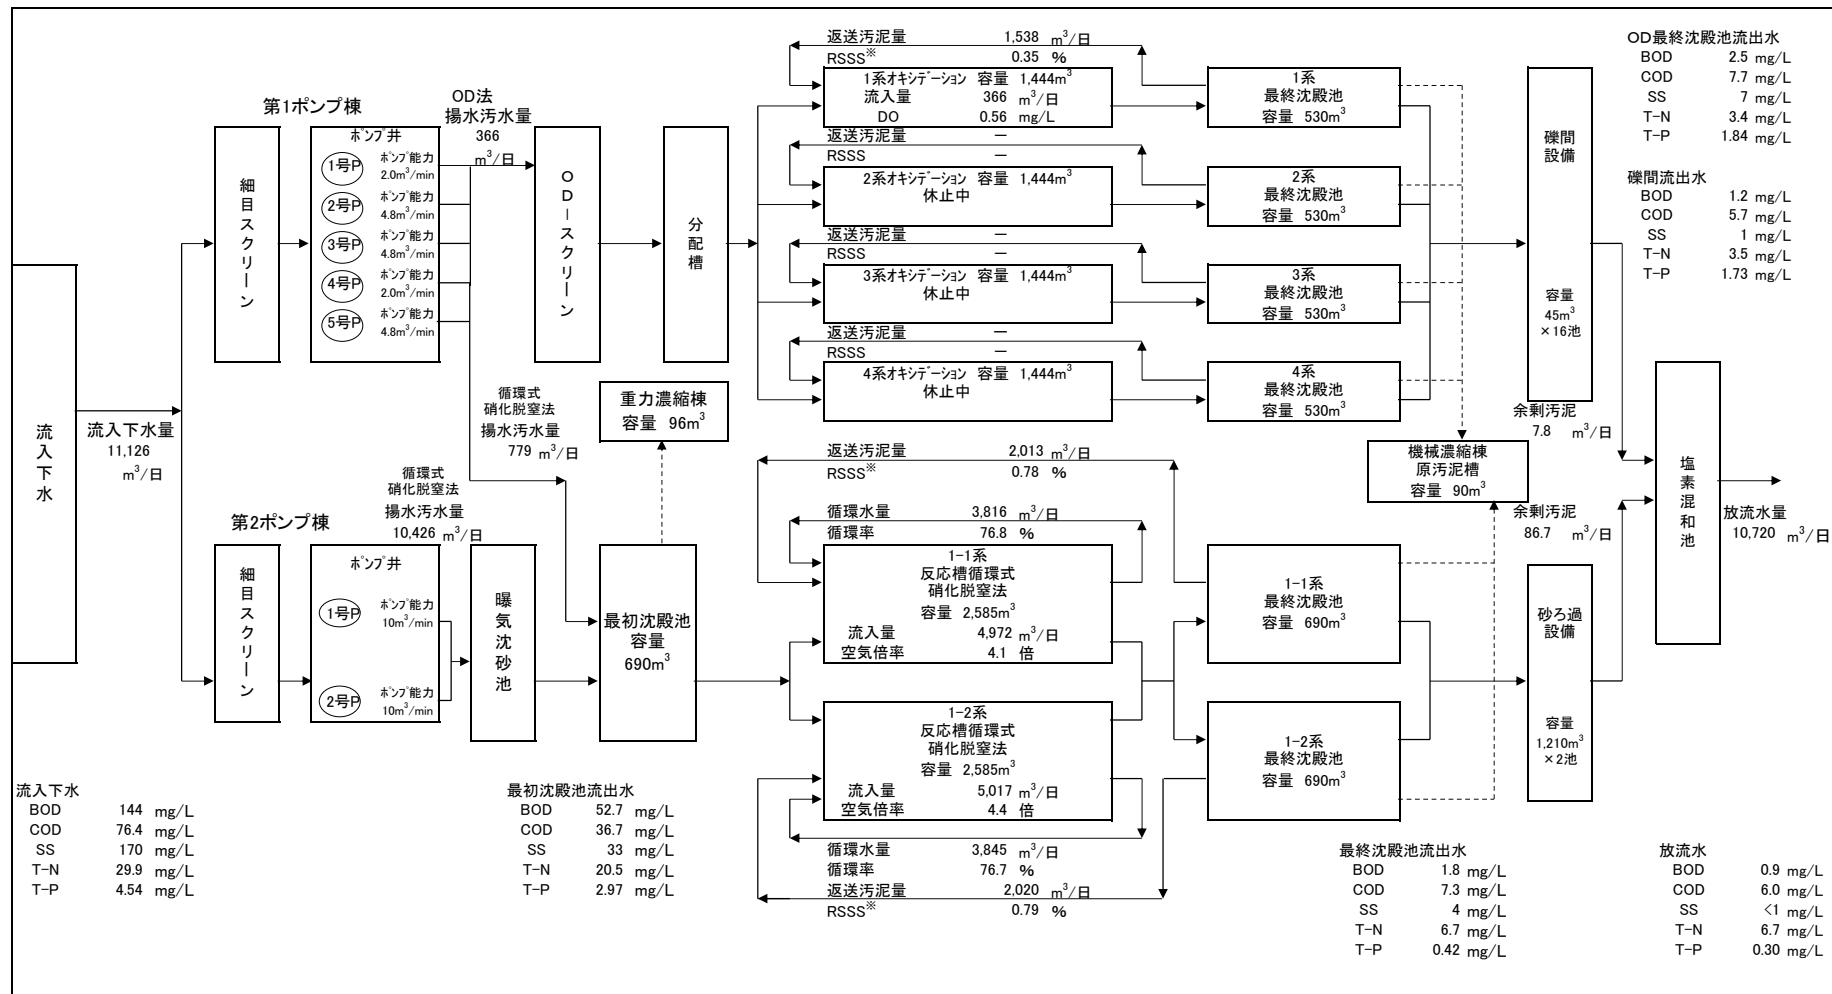 返送汚泥量 1,538 m³/日
RSSS※ 0.35 %
1系オキシデーション 容量 1,444m³
流入量 366 m³/日
DO 0.56 mg/L
1系
最終沈殿池
容量 530m³
返送汚泥量 －
RSSS －
2系オキシデーション 容量 1,444m³
休止中
2系
最終沈殿池
容量 530m³
返送汚泥量 －
RSSS －
3系オキシデーション 容量 1,444m³
休止中
3系
最終沈殿池
容量 530m³
返送汚泥量 －
RSSS －
4系オキシデーション 容量 1,444m³
休止中
4系
最終沈殿池
容量 530m³
第1ポンプ棟
細目スクリーン
ポンプ井
1号P ポンプ能力
2.0m³/min
2号P ポンプ能力
4.8m³/min
3号P ポンプ能力
4.8m³/min
4号P ポンプ能力
2.0m³/min
5号P ポンプ能力
4.8m³/min
OD法
揚水汚水量
366
m³/日
ODースクリーン
分配槽
礫間
設備
容量
45m³
×16池
OD最終沈殿池流出水
BOD 2.5 mg/L
COD 7.7 mg/L
SS 7 mg/L
T-N 3.4 mg/L
T-P 1.84 mg/L
礫間流出水
BOD 1.2 mg/L
COD 5.7 mg/L
SS 1 mg/L
T-N 3.5 mg/L
T-P 1.73 mg/L
流入下水
流入下水量
11,126
m³/日
循環式
硝化脱窒法
揚水汚水量
779 m³/日
重力濃縮棟
容量 96m³
循環式
硝化脱窒法
揚水汚水量
10,426 m³/日
第2ポンプ棟
細目スクリーン
ポンプ井
1号P ポンプ能力
10m³/min
2号P ポンプ能力
10m³/min
曝気沈砂池
最初沈殿池
容量
690m³
返送汚泥量 2,013 m³/日
RSSS※ 0.78 %
循環水量 3,816 m³/日
循環率 76.8 %
1-1系
反応槽循環式
硝化脱窒法
容量 2,585m³
流入量 4,972 m³/日
空気倍率 4.1 倍
1-2系
反応槽循環式
硝化脱窒法
容量 2,585m³
流入量 5,017 m³/日
空気倍率 4.4 倍
循環水量 3,845 m³/日
循環率 76.7 %
返送汚泥量 2,020 m³/日
RSSS※ 0.79 %
1-1系
最終沈殿池
容量 690m³
1-2系
最終沈殿池
容量 690m³
機械濃縮棟
原汚泥槽
容量 90m³
余剰汚泥
7.8 m³/日
余剰汚泥
86.7 m³/日
砂ろ過
設備
容量
1,210m³
×2池
塩素混和池
放流水量
10,720 m³/日
流入下水
BOD 144 mg/L
COD 76.4 mg/L
SS 170 mg/L
T-N 29.9 mg/L
T-P 4.54 mg/L
最初沈殿池流出水
BOD 52.7 mg/L
COD 36.7 mg/L
SS 33 mg/L
T-N 20.5 mg/L
T-P 2.97 mg/L
最終沈殿池流出水
BOD 1.8 mg/L
COD 7.3 mg/L
SS 4 mg/L
T-N 6.7 mg/L
T-P 0.42 mg/L
放流水
BOD 0.9 mg/L
COD 6.0 mg/L
SS <1 mg/L
T-N 6.7 mg/L
T-P 0.30 mg/L